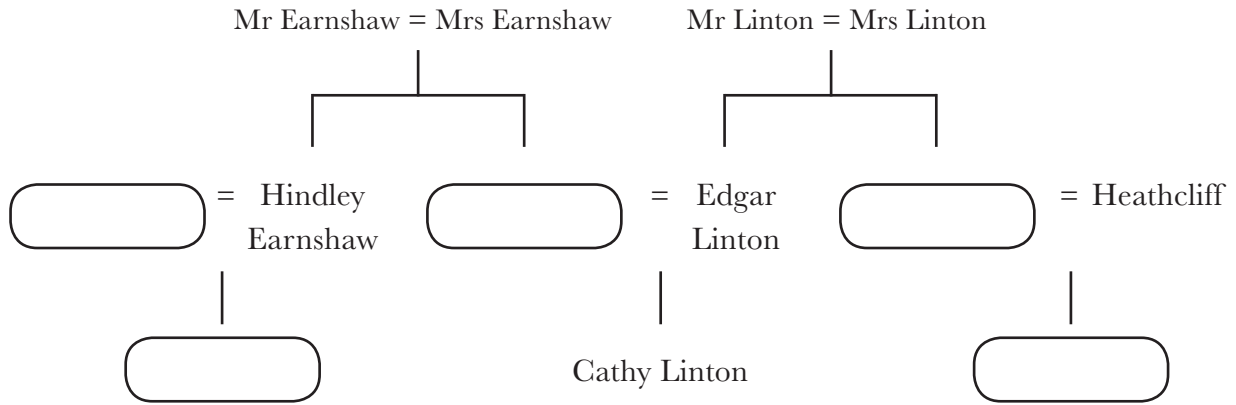 Mr Earnshaw = Mrs Earnshaw
Mr Linton = Mrs Linton
= Hindley
Earnshaw
= Edgar
Linton
= Heathcliff
Cathy Linton